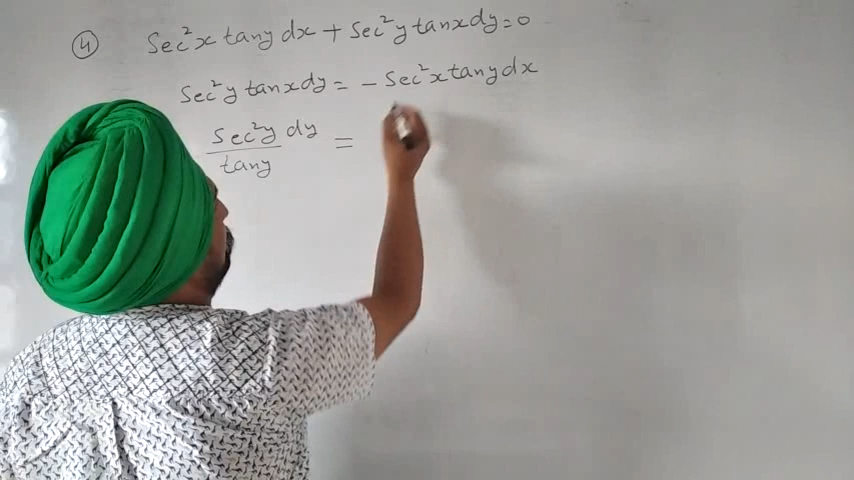 ④ Sec²x tany dx + Sec²y tanx dy = 0
Sec²y tanx dy = - Sec²x tany dx
Sec²y/tany dy =